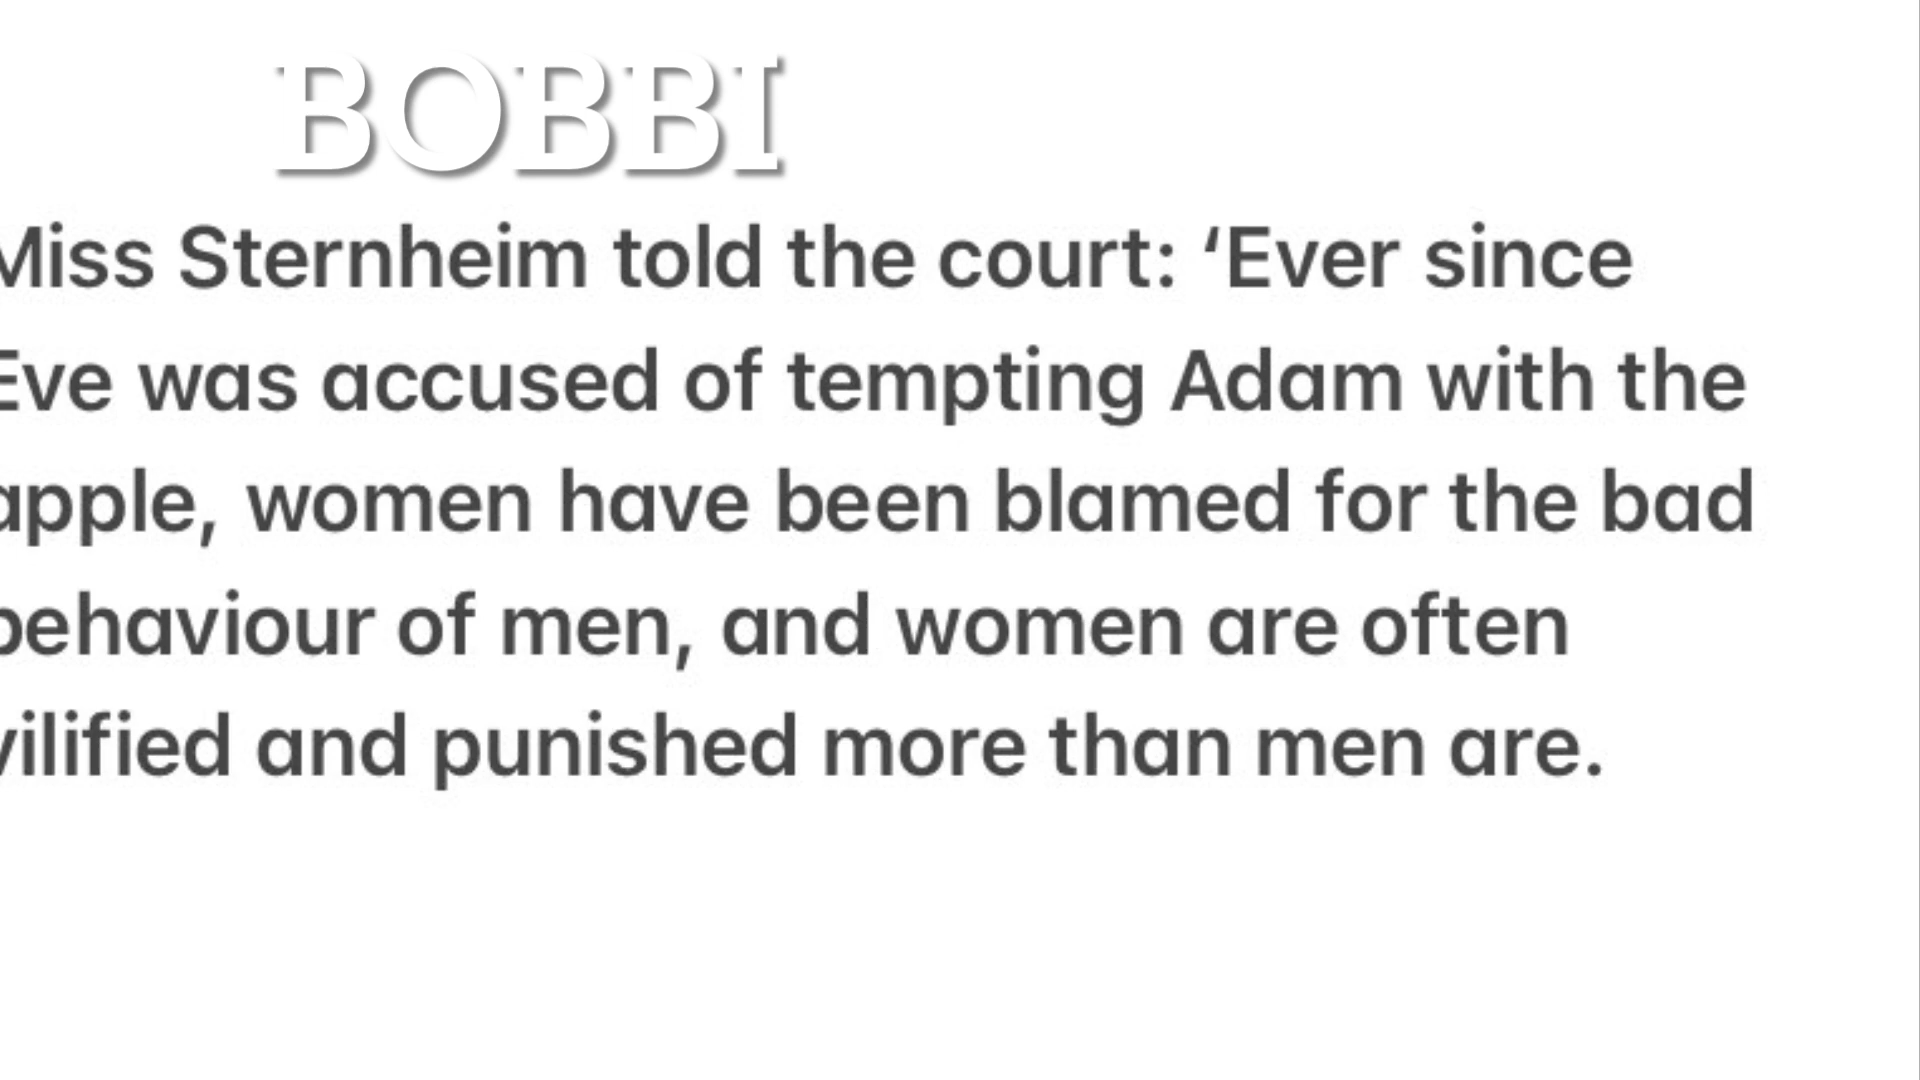 BOBBI
Miss Sternheim told the court: ‘Ever since
Eve was accused of tempting Adam with the
apple, women have been blamed for the bad
behaviour of men, and women are often
vilified and punished more than men are.